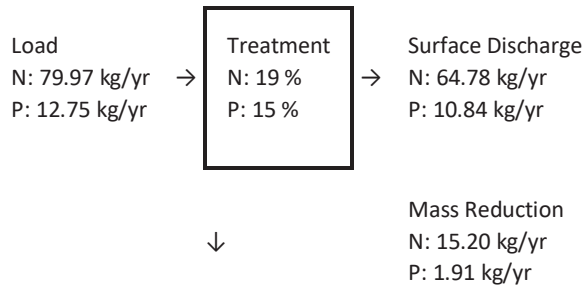 Load
N: 79.97 kg/yr
P: 12.75 kg/yr
→
Treatment
N: 19 %
P: 15 %
→
Surface Discharge
N: 64.78 kg/yr
P: 10.84 kg/yr
↓
Mass Reduction
N: 15.20 kg/yr
P: 1.91 kg/yr